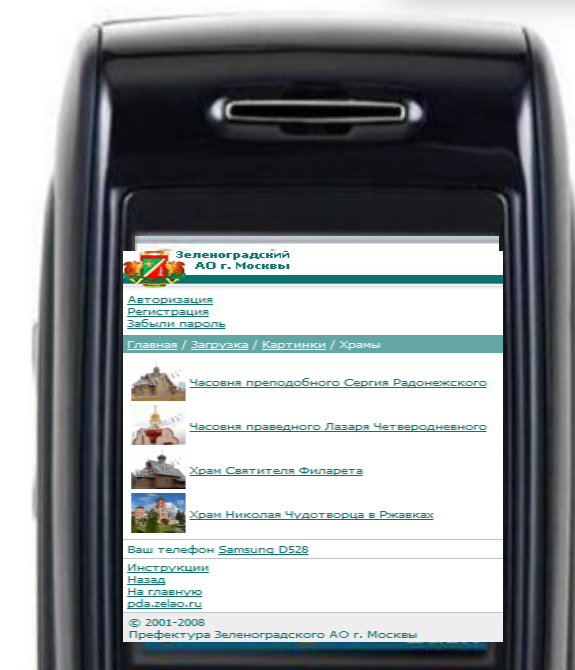 Зеленоградский
АО г. Москвы
Авторизация
Регистрация
Забыли пароль
Главная / Загрузка / Картинки / Храмы
Часовня преподобного Сергия Радонежского
Часовня праведного Лазаря Четверодневного
Храм Святителя Филарета
Храм Николая Чудотворца в Ржавках
Ваш телефон Samsung D528
Инструкции
Назад
На главную
pda.zelao.ru
© 2001-2008
Префектура Зеленоградского АО г. Москвы